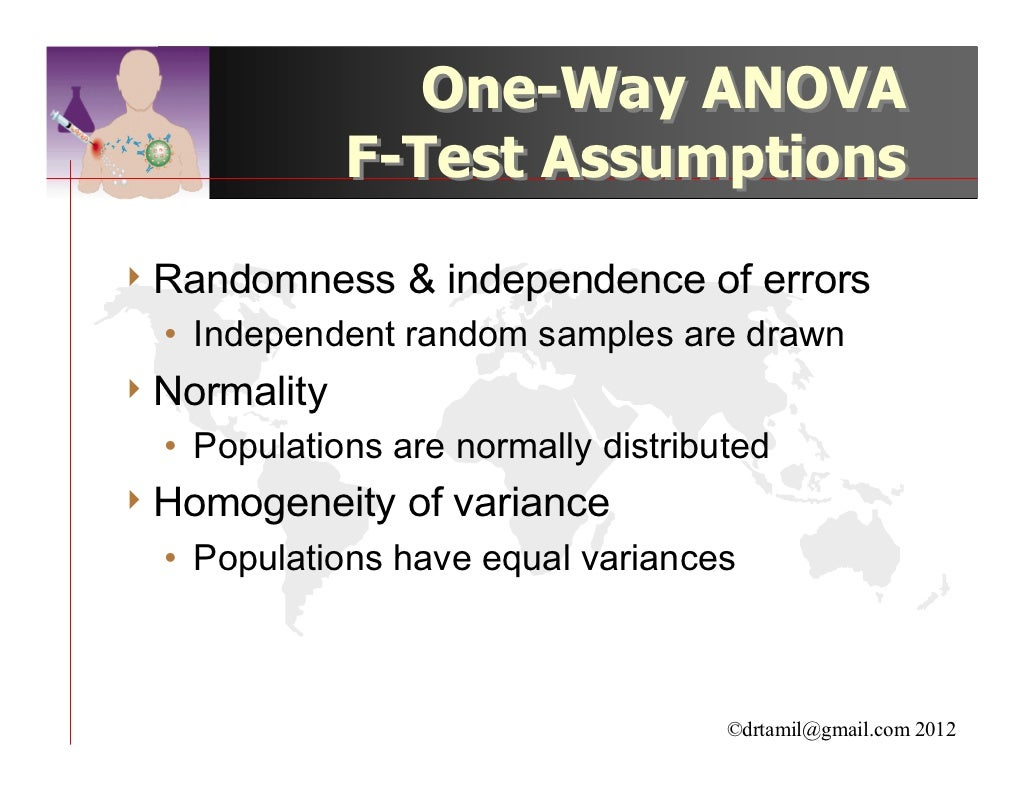 One-Way ANOVA
F-Test Assumptions
Randomness & independence of errors
• Independent random samples are drawn
Normality
• Populations are normally distributed
Homogeneity of variance
• Populations have equal variances
©drtamil@gmail.com 2012